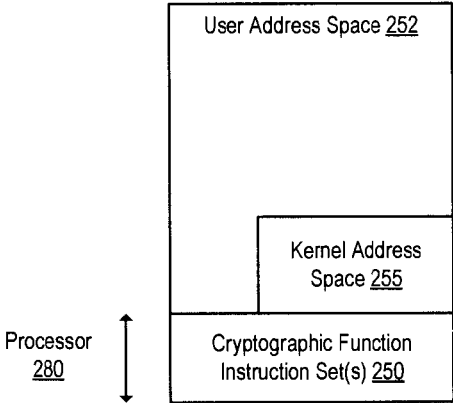 User Address Space 252
Kernel Address
Space 255
Processor
280
Cryptographic Function
Instruction Set(s) 250